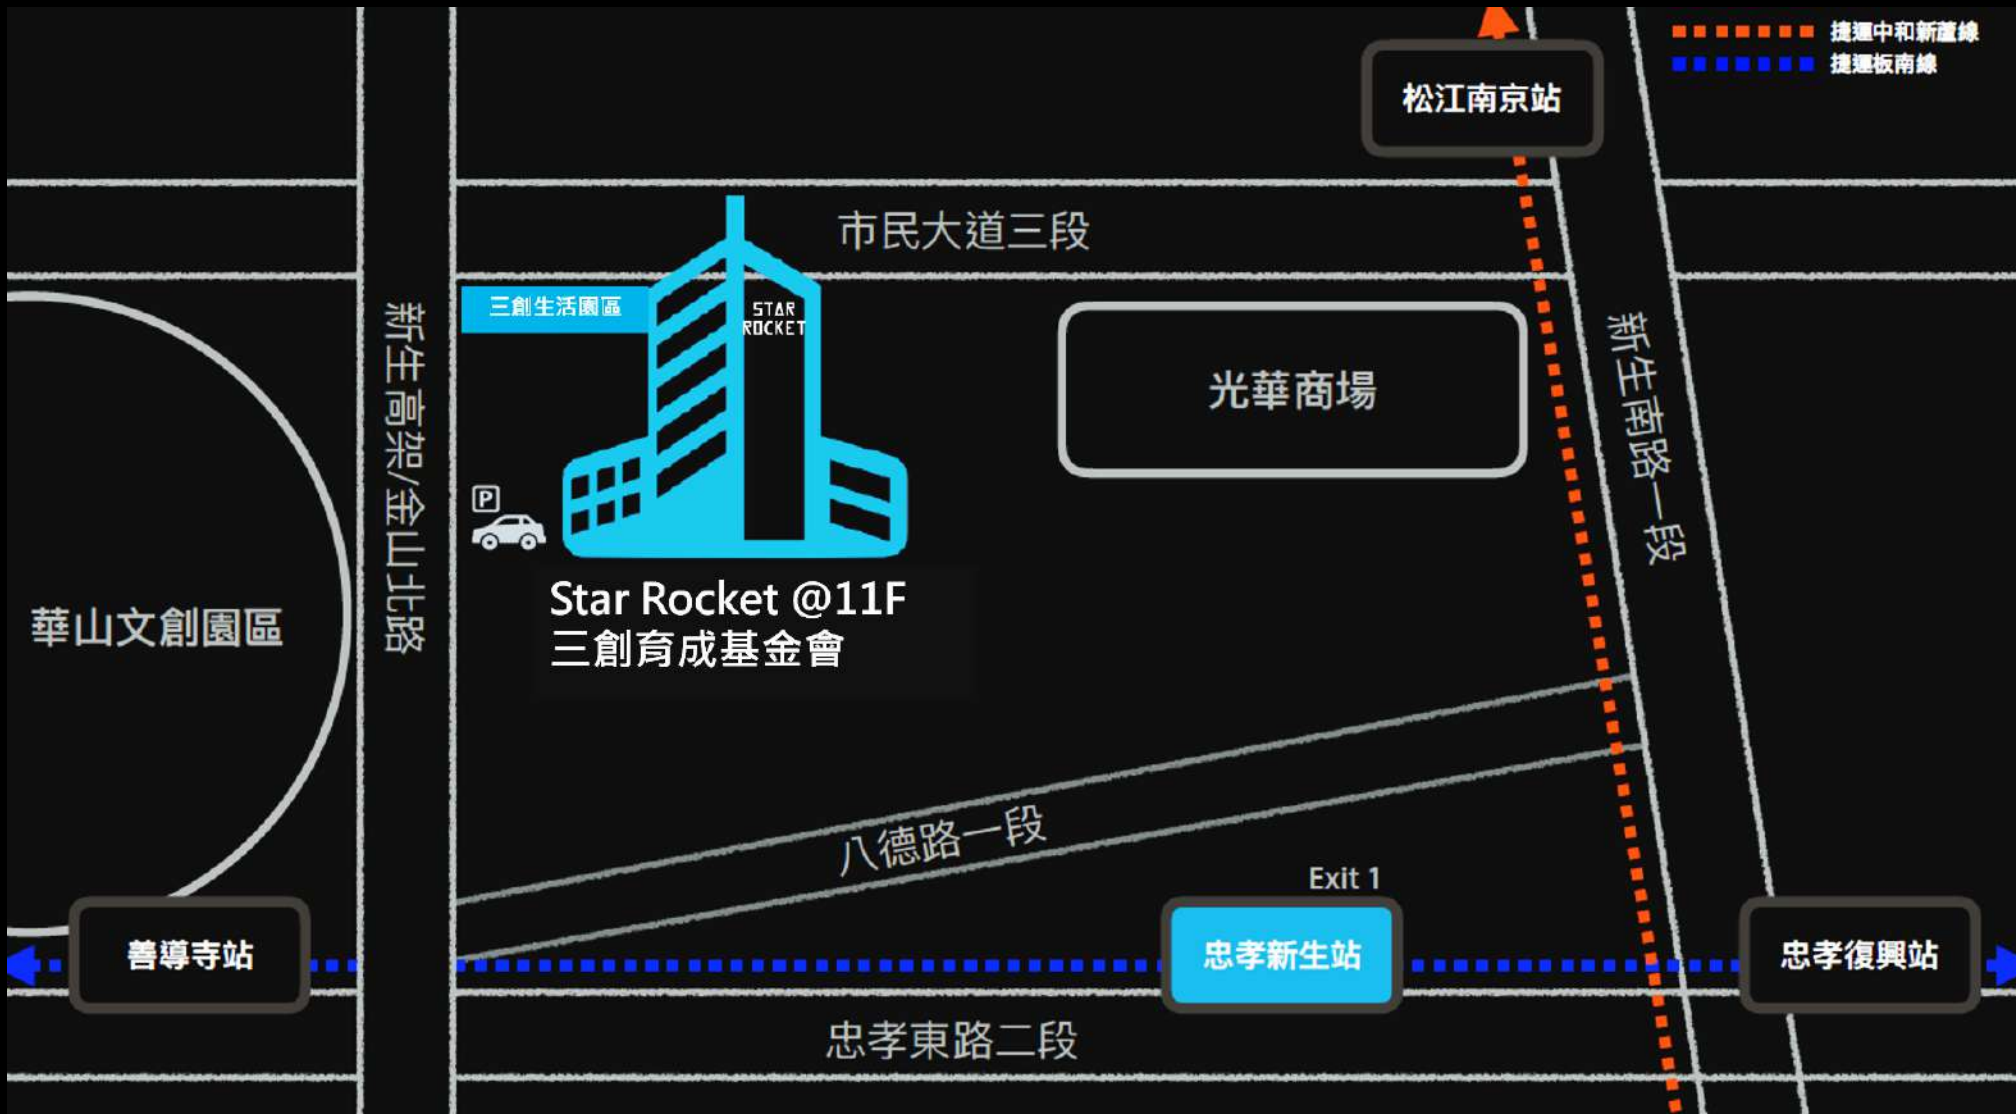 捷運中和新蘆線
捷運板南線
松江南京站
市民大道三段
三創生活園區
STAR
ROCKET
新生高架/金山北路
光華商場
新生南路一段
P
Star Rocket @11F
三創育成基金會
華山文創園區
八德路一段
Exit 1
善導寺站
忠孝新生站
忠孝復興站
忠孝東路二段